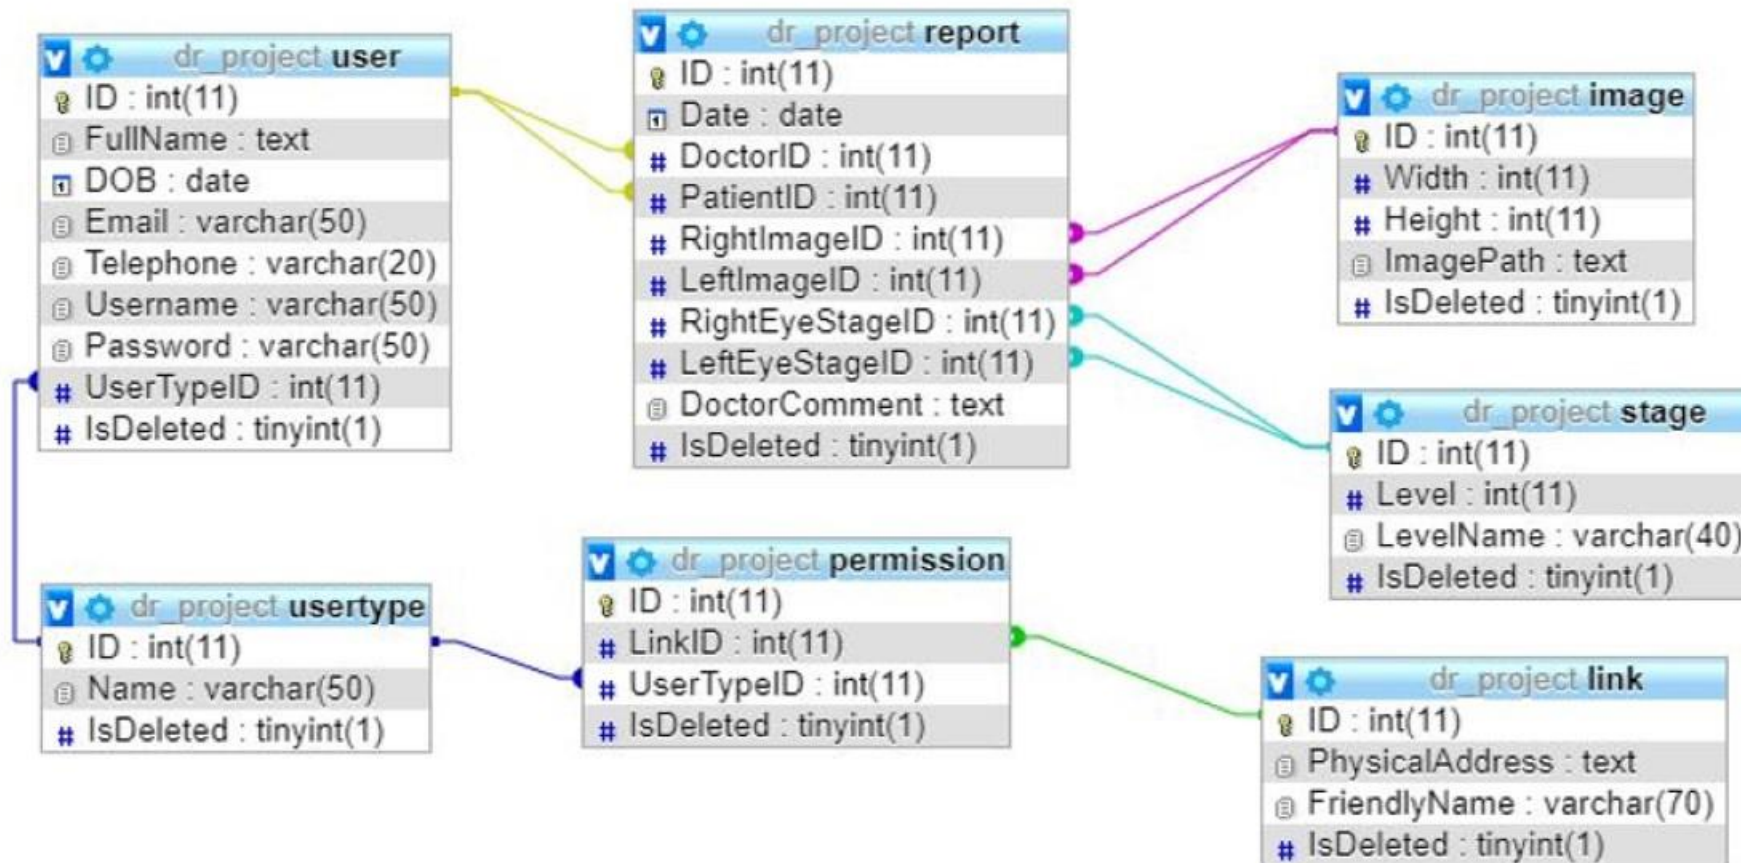 dr_project user
ID : int(11)
FullName : text
DOB : date
Email : varchar(50)
Telephone : varchar(20)
Username : varchar(50)
Password : varchar(50)
UserTypeID : int(11)
IsDeleted : tinyint(1)
dr_project report
ID : int(11)
Date : date
DoctorID : int(11)
PatientID : int(11)
RightImageID : int(11)
LeftImageID : int(11)
RightEyeStageID : int(11)
LeftEyeStageID : int(11)
DoctorComment : text
IsDeleted : tinyint(1)
dr_project image
ID : int(11)
Width : int(11)
Height : int(11)
ImagePath : text
IsDeleted : tinyint(1)
dr_project stage
ID : int(11)
Level : int(11)
LevelName : varchar(40)
IsDeleted : tinyint(1)
dr_project usertype
ID : int(11)
Name : varchar(50)
IsDeleted : tinyint(1)
dr_project permission
ID : int(11)
LinkID : int(11)
UserTypeID : int(11)
IsDeleted : tinyint(1)
dr_project link
ID : int(11)
PhysicalAddress : text
FriendlyName : varchar(70)
IsDeleted : tinyint(1)